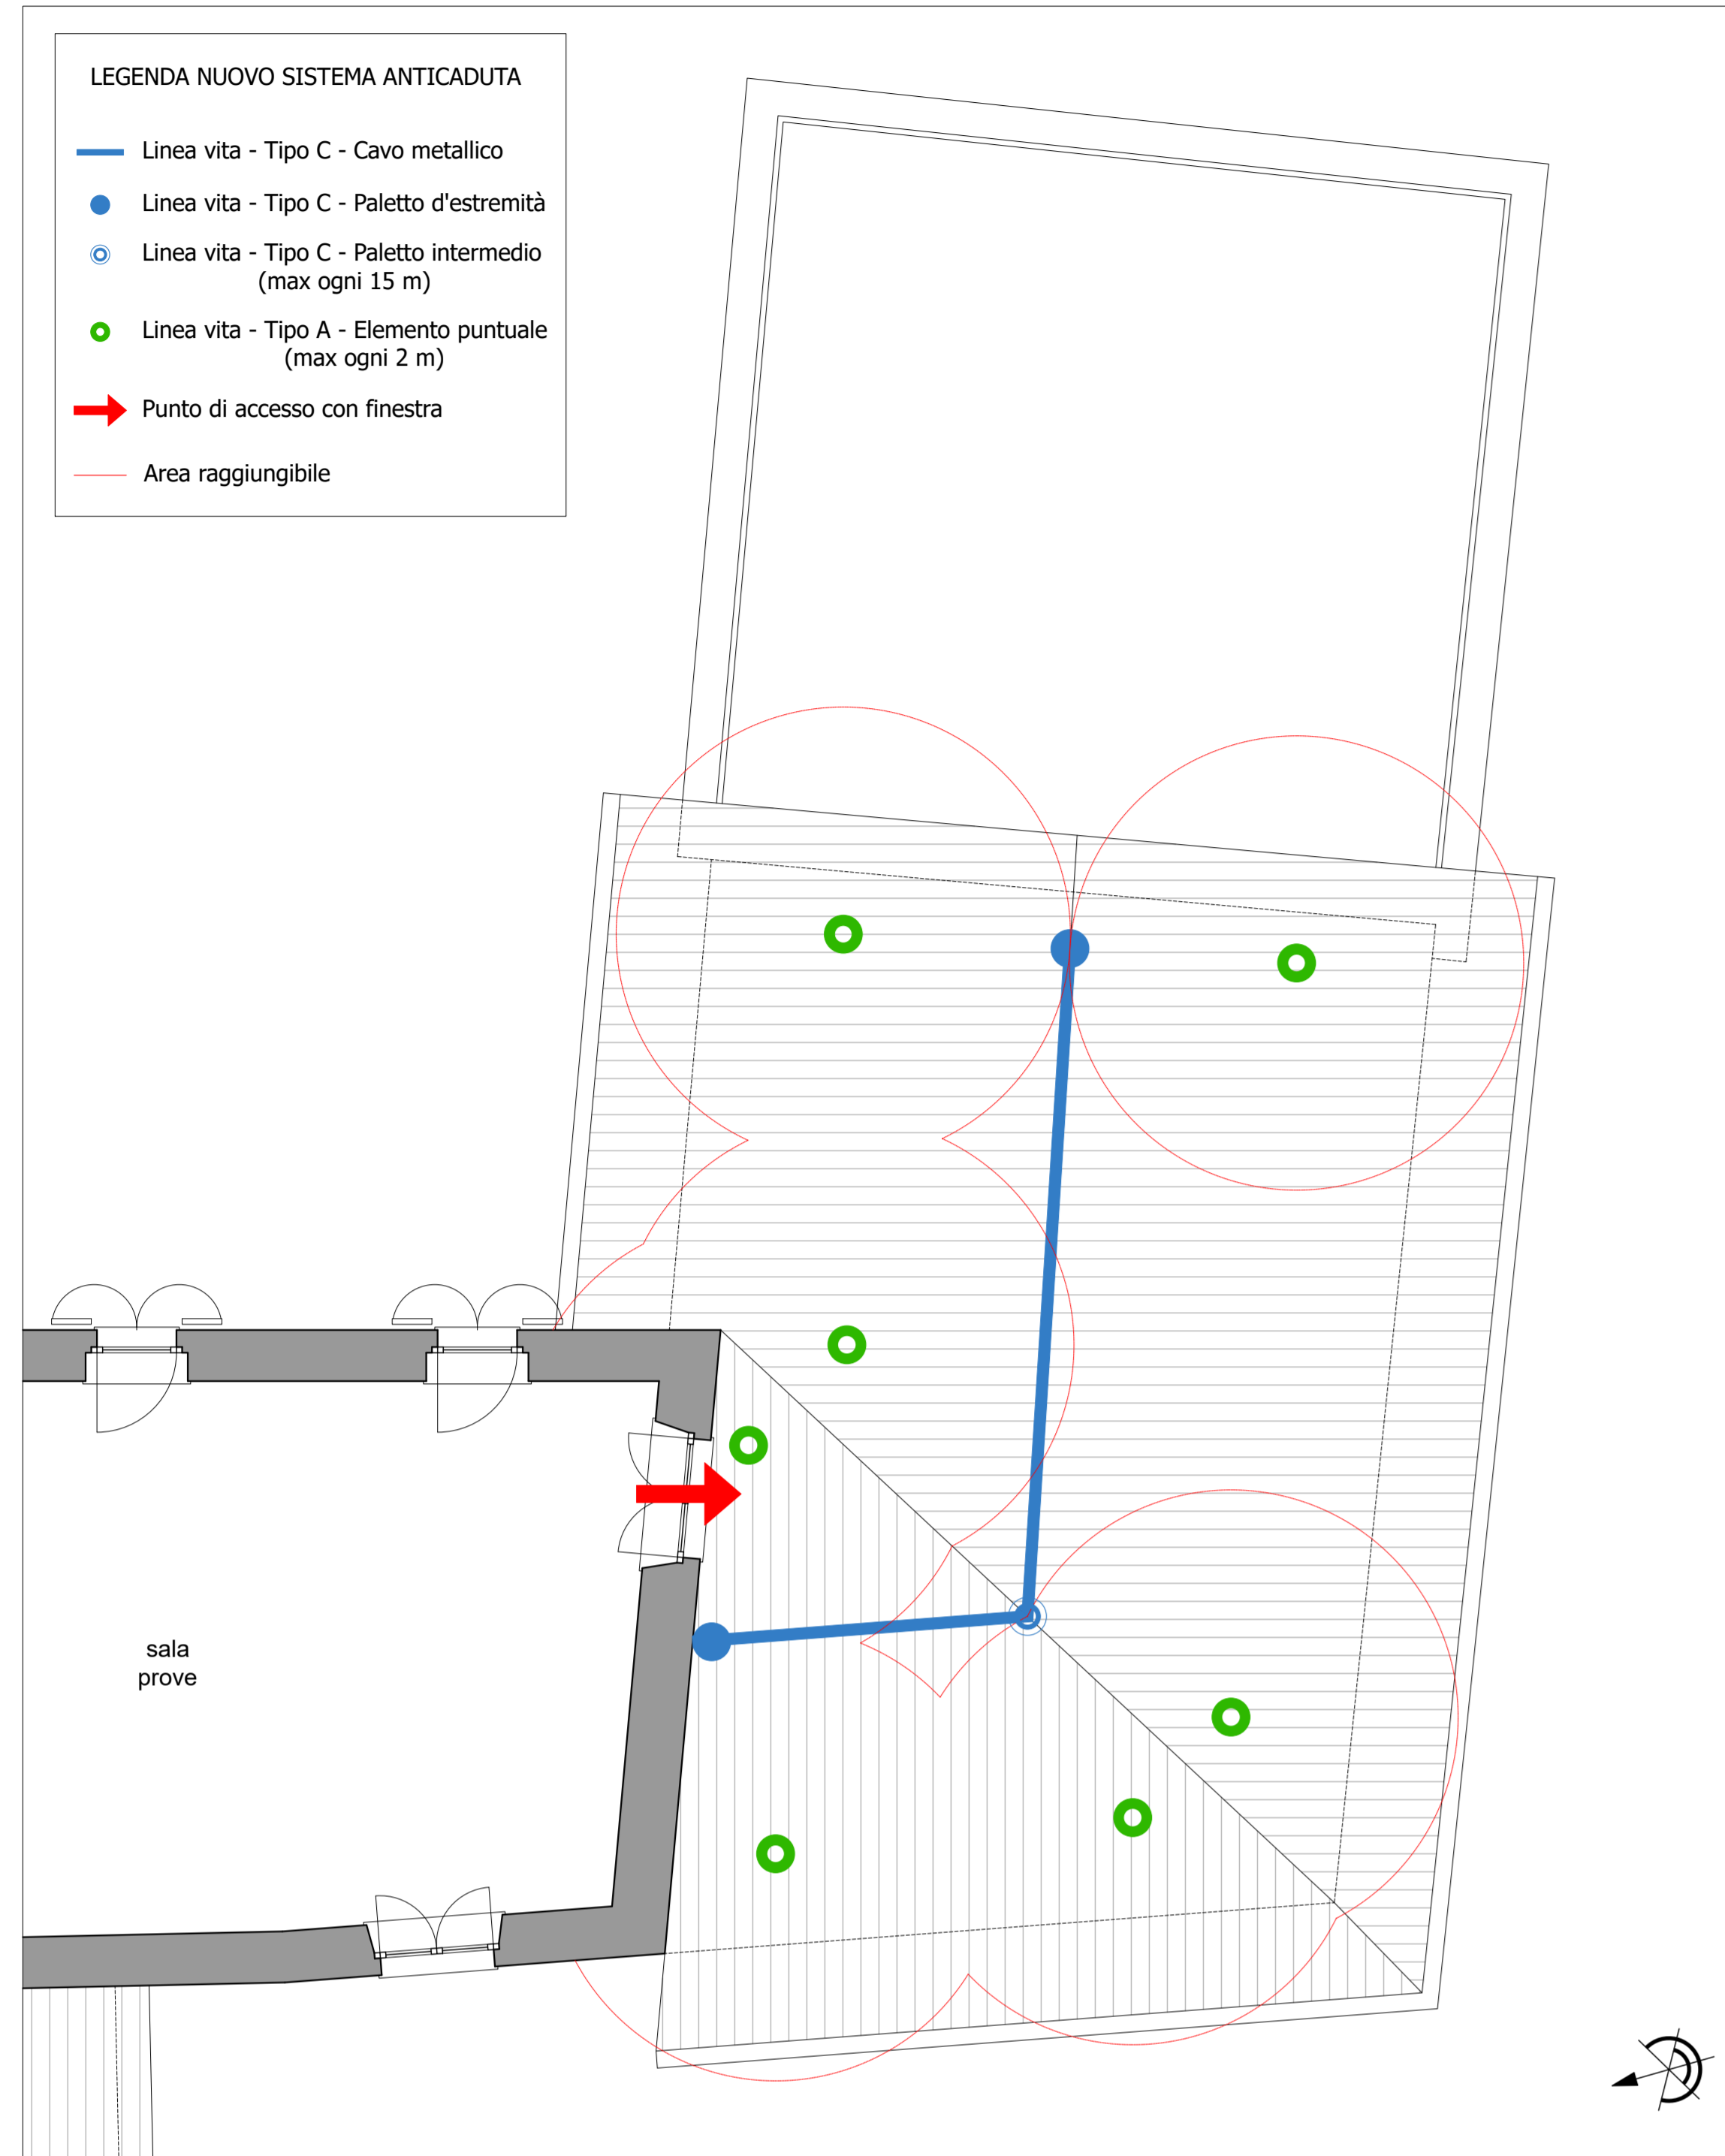 LEGENDA NUOVO SISTEMA ANTICADUTA
Linea vita - Tipo C - Cavo metallico
Linea vita - Tipo C - Paletto d'estremità
Linea vita - Tipo C - Paletto intermedio
(max ogni 15 m)
Linea vita - Tipo A - Elemento puntuale
(max ogni 2 m)
Punto di accesso con finestra
Area raggiungibile
sala
prove